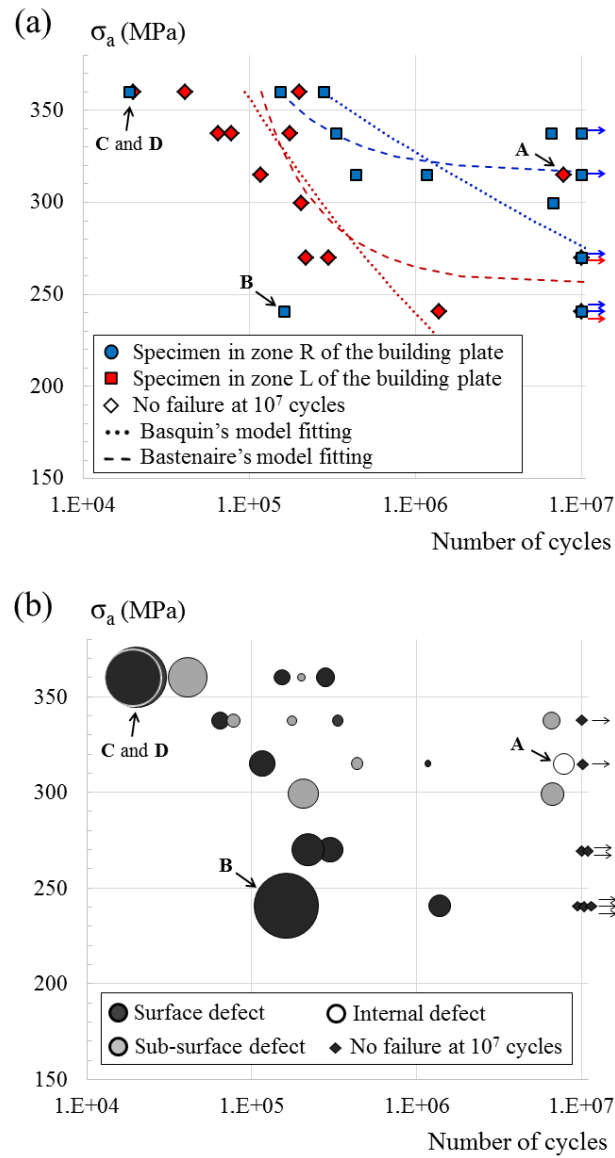 (a)
σa (MPa)
350
300
250
200
150
C and D
A
B
Specimen in zone R of the building plate
Specimen in zone L of the building plate
No failure at 10⁷ cycles
Basquin's model fitting
Bastenaire's model fitting
1.E+04 1.E+05 1.E+06 1.E+07
Number of cycles
(b)
σa (MPa)
350
300
250
200
150
C and D
A
B
Surface defect Internal defect
Sub-surface defect No failure at 10⁷ cycles
1.E+04 1.E+05 1.E+06 1.E+07
Number of cycles